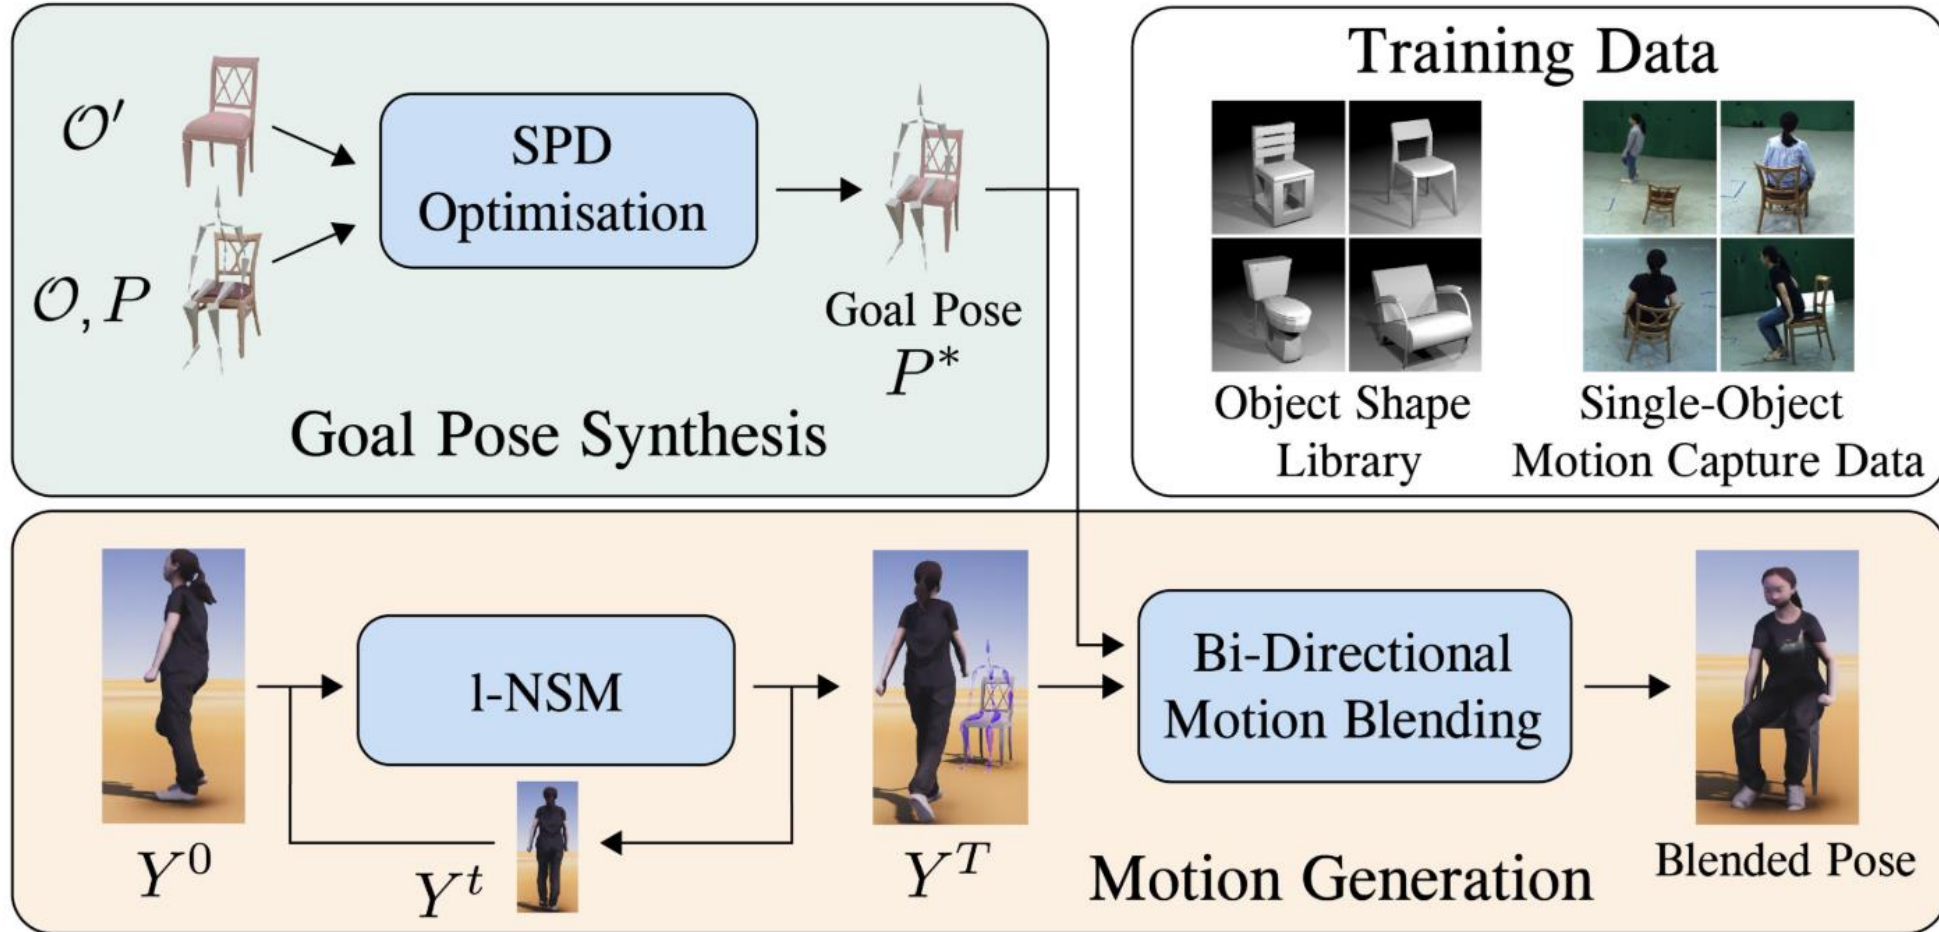 𝒪′
SPD
Optimisation
𝒪, P
Goal Pose
P*
Goal Pose Synthesis
Training Data
Object Shape
Library
Single-Object
Motion Capture Data
l-NSM
Bi-Directional
Motion Blending
Y⁰
Yᵗ
Yᵀ
Blended Pose
Motion Generation